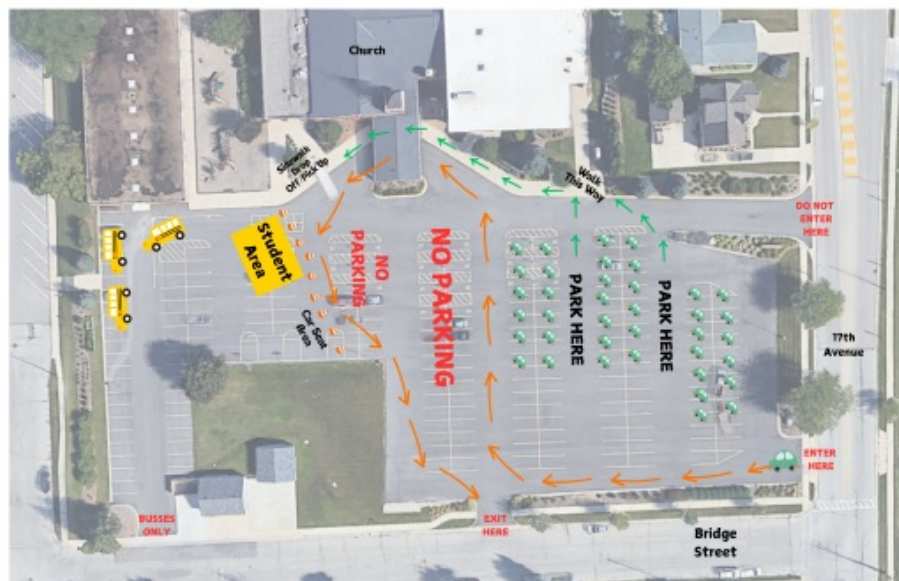 Church
Sidewalk
Drop
Off Pick Up
Walk
This Way
DO NOT
ENTER
HERE
Student
Area
NO
PARKING
NO PARKING
PARK HERE
PARK HERE
Car Seat
Area
17th
Avenue
ENTER
HERE
BUSSES
ONLY
EXIT
HERE
Bridge
Street